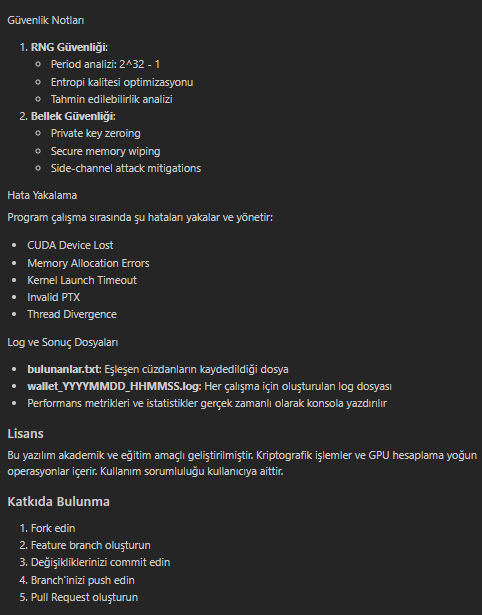 Güvenlik Notları
1. RNG Güvenliği:
○ Period analizi: 2^32 - 1
○ Entropi kalitesi optimizasyonu
○ Tahmin edilebilirlik analizi
2. Bellek Güvenliği:
○ Private key zeroing
○ Secure memory wiping
○ Side-channel attack mitigations
Hata Yakalama
Program çalışma sırasında şu hataları yakalar ve yönetir:
• CUDA Device Lost
• Memory Allocation Errors
• Kernel Launch Timeout
• Invalid PTX
• Thread Divergence
Log ve Sonuç Dosyaları
• bulunanlar.txt: Eşleşen cüzdanların kaydedildiği dosya
• wallet_YYYYMMDD_HHMMSS.log: Her çalışma için oluşturulan log dosyası
• Performans metrikleri ve istatistikler gerçek zamanlı olarak konsola yazdırılır
Lisans
Bu yazılım akademik ve eğitim amaçlı geliştirilmiştir. Kriptografik işlemler ve GPU hesaplama yoğun
operasyonlar içerir. Kullanım sorumluluğu kullanıcıya aittir.
Katkıda Bulunma
1. Fork edin
2. Feature branch oluşturun
3. Değişikliklerinizi commit edin
4. Branch'inizi push edin
5. Pull Request oluşturun